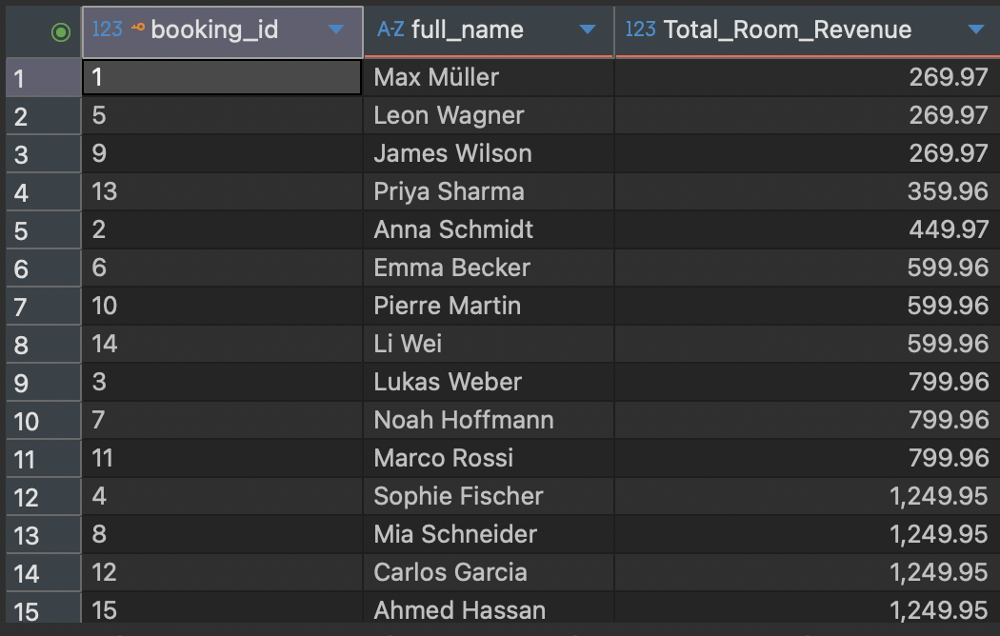 123 booking_id A-Z full_name 123 Total_Room_Revenue
1 1 Max Müller 269.97
2 5 Leon Wagner 269.97
3 9 James Wilson 269.97
4 13 Priya Sharma 359.96
5 2 Anna Schmidt 449.97
6 6 Emma Becker 599.96
7 10 Pierre Martin 599.96
8 14 Li Wei 599.96
9 3 Lukas Weber 799.96
10 7 Noah Hoffmann 799.96
11 11 Marco Rossi 799.96
12 4 Sophie Fischer 1,249.95
13 8 Mia Schneider 1,249.95
14 12 Carlos Garcia 1,249.95
15 15 Ahmed Hassan 1,249.95